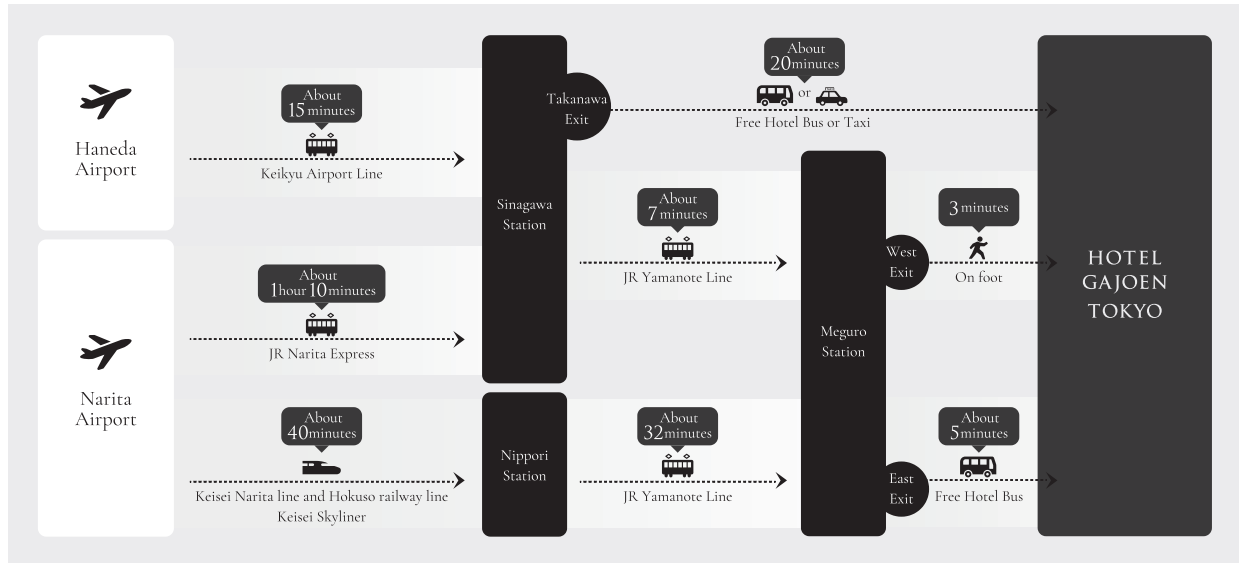 Haneda
Airport
About
15 minutes
Keikyu Airport Line
Narita
Airport
About
1hour 10minutes
JR Narita Express
About
40minutes
Keisei Narita line and Hokuso railway line
Keisei Skyliner
Sinagawa
Station
Takanawa
Exit
Nippori
Station
About
20minutes
or
Free Hotel Bus or Taxi
About
7 minutes
JR Yamanote Line
About
32minutes
JR Yamanote Line
Meguro
Station
West
Exit
3 minutes
On foot
East
Exit
About
5minutes
Free Hotel Bus
HOTEL
GAJOEN
TOKYO